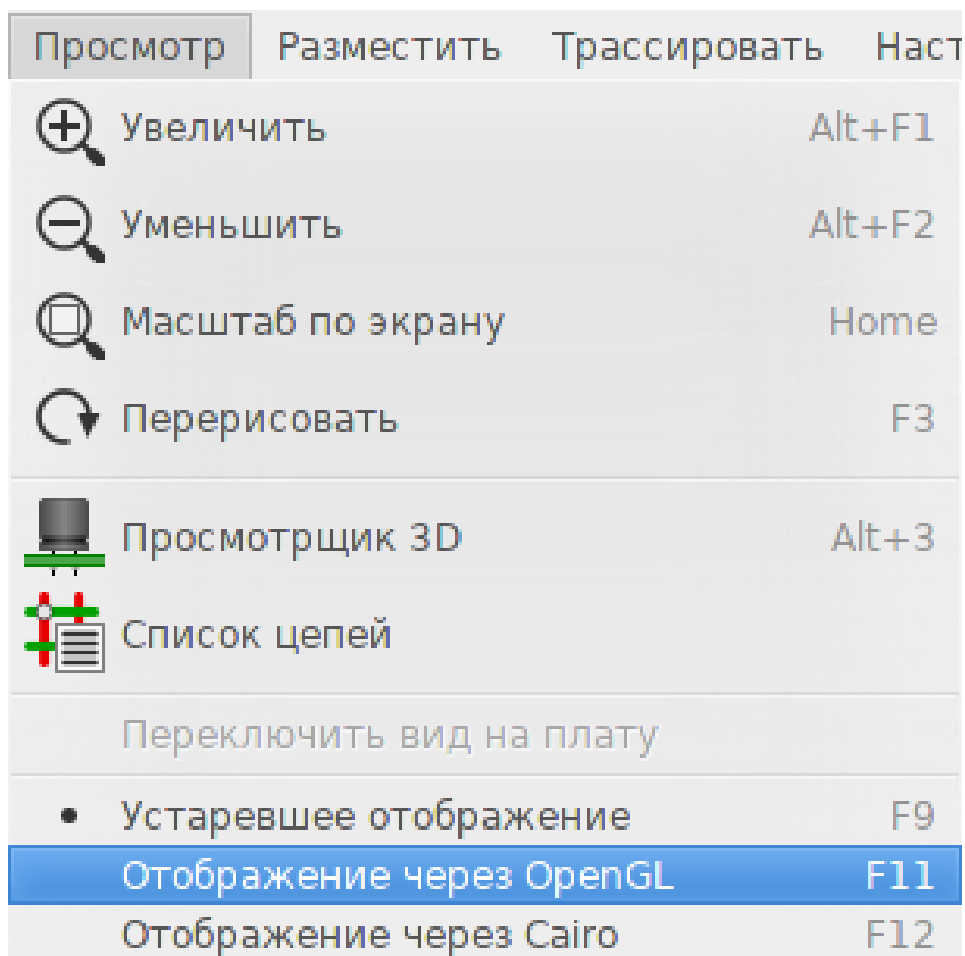 Просмотр Разместить Трассировать Наст
Увеличить Alt+F1
Уменьшить Alt+F2
Масштаб по экрану Home
Перерисовать F3
Просмотрщик 3D Alt+3
Список цепей
Переключить вид на плату
Устаревшее отображение F9
Отображение через OpenGL F11
Отображение через Cairo F12